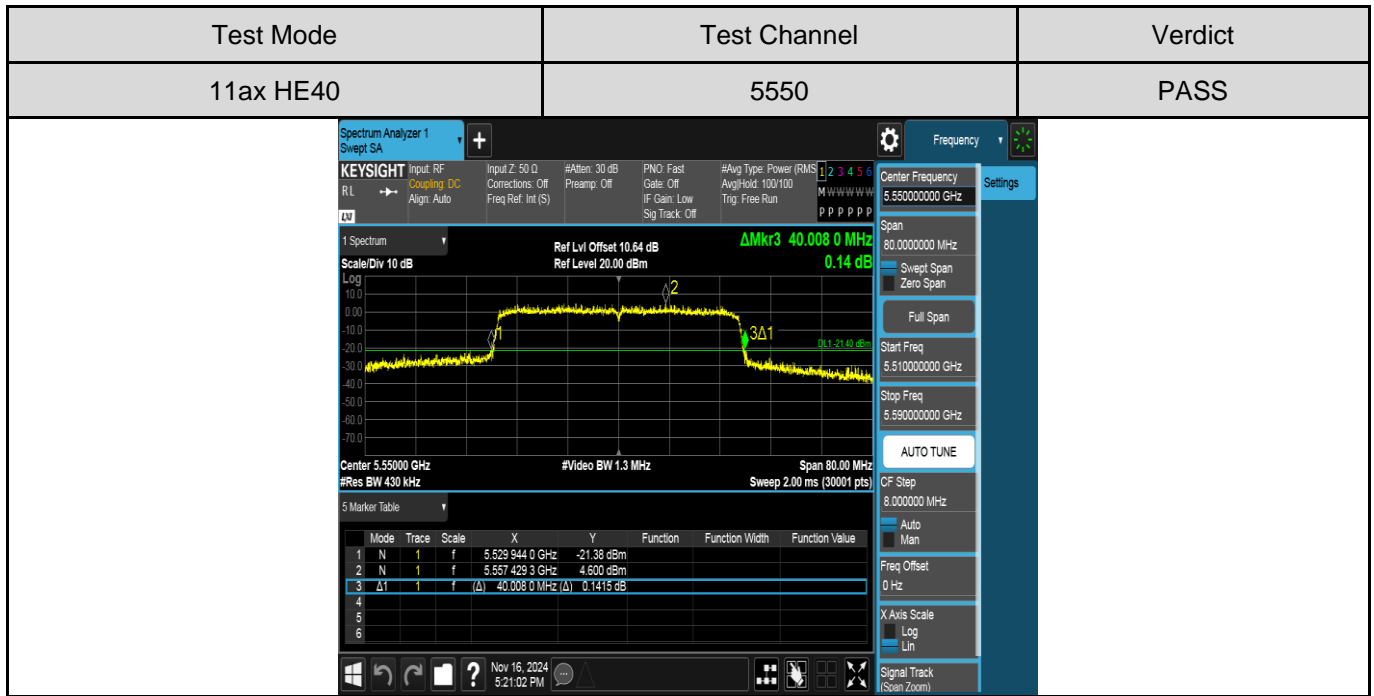 Test Mode Test Channel Verdict
11ax HE40 5550 PASS
Spectrum Analyzer 1
Swept SA
+
Frequency
KEYSIGHT
RL
LXI
Input: RF
Coupling: DC
Align: Auto
Input Z: 50 Ω
Corrections: Off
Freq Ref: Int (S)
#Atten: 30 dB
Preamp: Off
PNO: Fast
Gate: Off
IF Gain: Low
Sig Track: Off
#Avg Type: Power (RMS
Avg|Hold: 100/100
Trig: Free Run
1 2 3 4 5 6
M W W W W W
P P P P P P
1 Spectrum
Scale/Div 10 dB
Ref Lvl Offset 10.64 dB
Ref Level 20.00 dBm
ΔMkr3 40.008 0 MHz
0.14 dB
Log
10.0
0.00
-10.0
-20.0
-30.0
-40.0
-50.0
-60.0
-70.0
1
2
3Δ1
DL1 -21.40 dBm
Center 5.55000 GHz
#Video BW 1.3 MHz
Span 80.00 MHz
#Res BW 430 kHz
Sweep 2.00 ms (30001 pts)
5 Marker Table
Mode Trace Scale X Y Function Function Width Function Value
1 N 1 f 5.529 944 0 GHz -21.38 dBm
2 N 1 f 5.557 429 3 GHz 4.600 dBm
3 Δ1 1 f (Δ) 40.008 0 MHz (Δ) 0.1415 dB
4
5
6
?
Nov 16, 2024
5:21:02 PM
Center Frequency
5.550000000 GHz
Settings
Span
80.0000000 MHz
Swept Span
Zero Span
Full Span
Start Freq
5.510000000 GHz
Stop Freq
5.590000000 GHz
AUTO TUNE
CF Step
8.000000 MHz
Auto
Man
Freq Offset
0 Hz
X Axis Scale
Log
Lin
Signal Track
(Span Zoom)